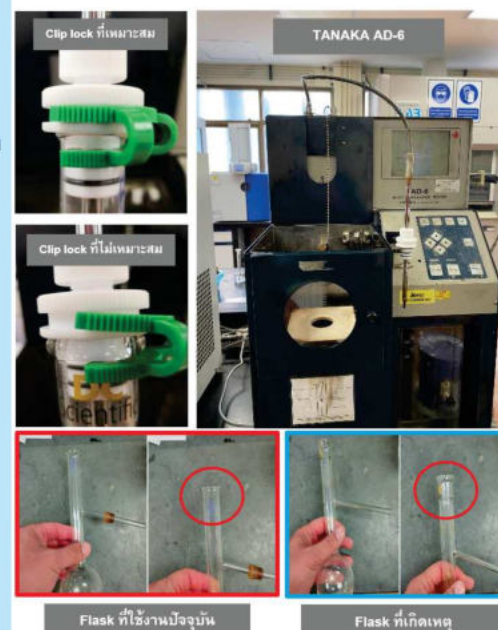 Clip lock ที่เหมาะสม
TANAKA AD-6
Clip lock ที่ไม่เหมาะสม
DC
Scientific
Flask ที่ใช้งานปัจจุบัน
Flask ที่เกิดเหตุ